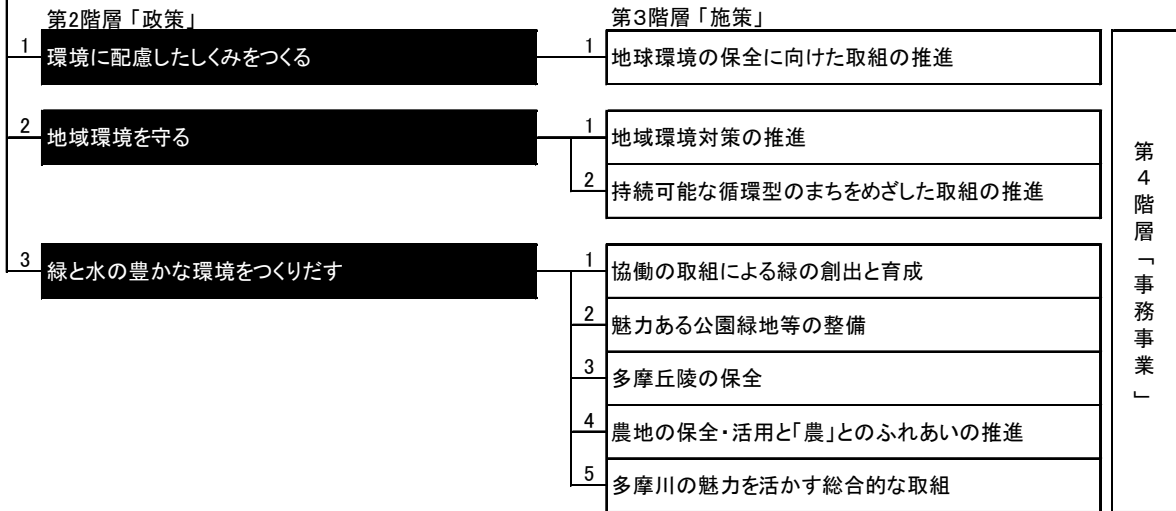 第2階層「政策」
第3階層「施策」
1 環境に配慮したしくみをつくる
1 地球環境の保全に向けた取組の推進
2 地域環境を守る
1 地域環境対策の推進
2 持続可能な循環型のまちをめざした取組の推進
3 緑と水の豊かな環境をつくりだす
1 協働の取組による緑の創出と育成
2 魅力ある公園緑地等の整備
3 多摩丘陵の保全
4 農地の保全・活用と「農」とのふれあいの推進
5 多摩川の魅力を活かす総合的な取組
第4階層「事務事業」